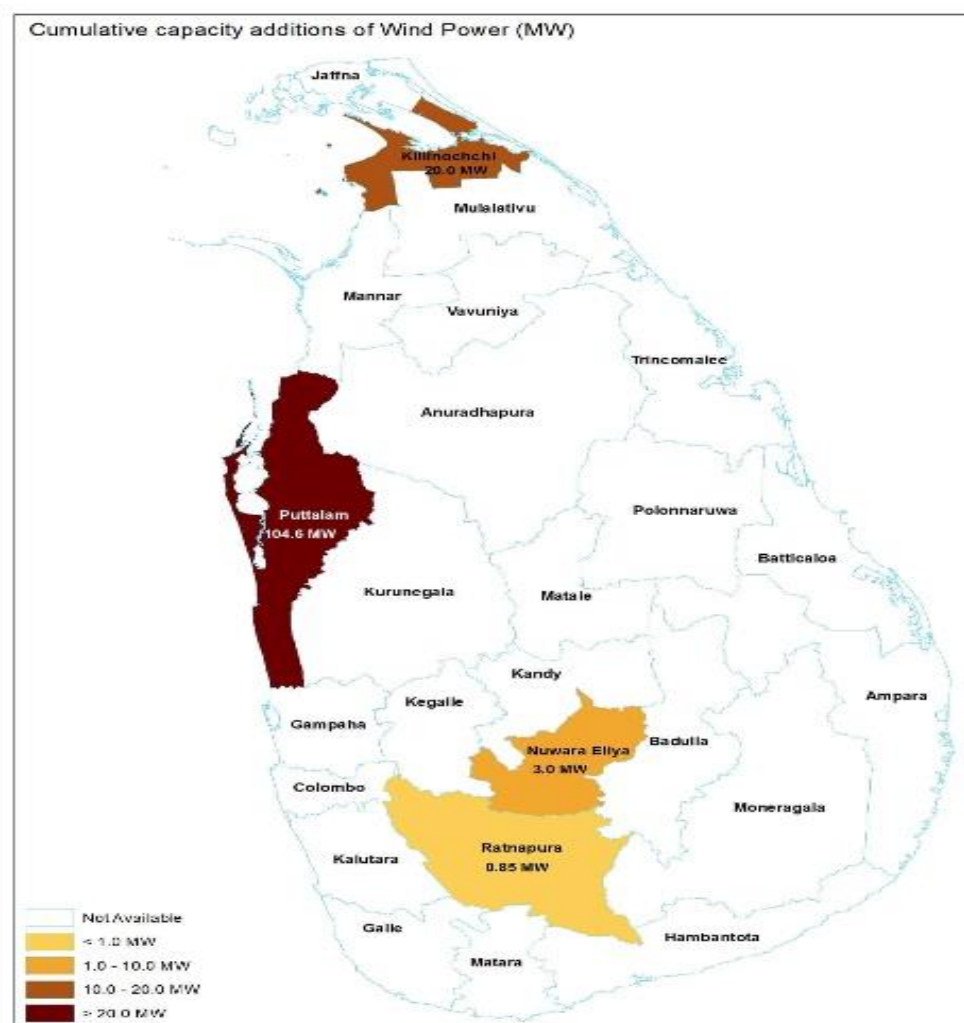 Cumulative capacity additions of Wind Power (MW)
Jaffna
Killinochchi
20.0 MW
Mulalativu
Mannar
Vavuniya
Trincomalee
Anuradhapura
Puttalam
104.6 MW
Polonnaruwa
Batticaloa
Kurunegala
Matale
Kandy
Kegalle
Ampara
Gampaha
Nuwara Eliya
3.0 MW
Badulla
Colombo
Moneragala
Ratnapura
0.85 MW
Kalutara
Galle
Hambantota
Matara
Not Available
< 1.0 MW
1.0 - 10.0 MW
10.0 - 20.0 MW
> 20.0 MW